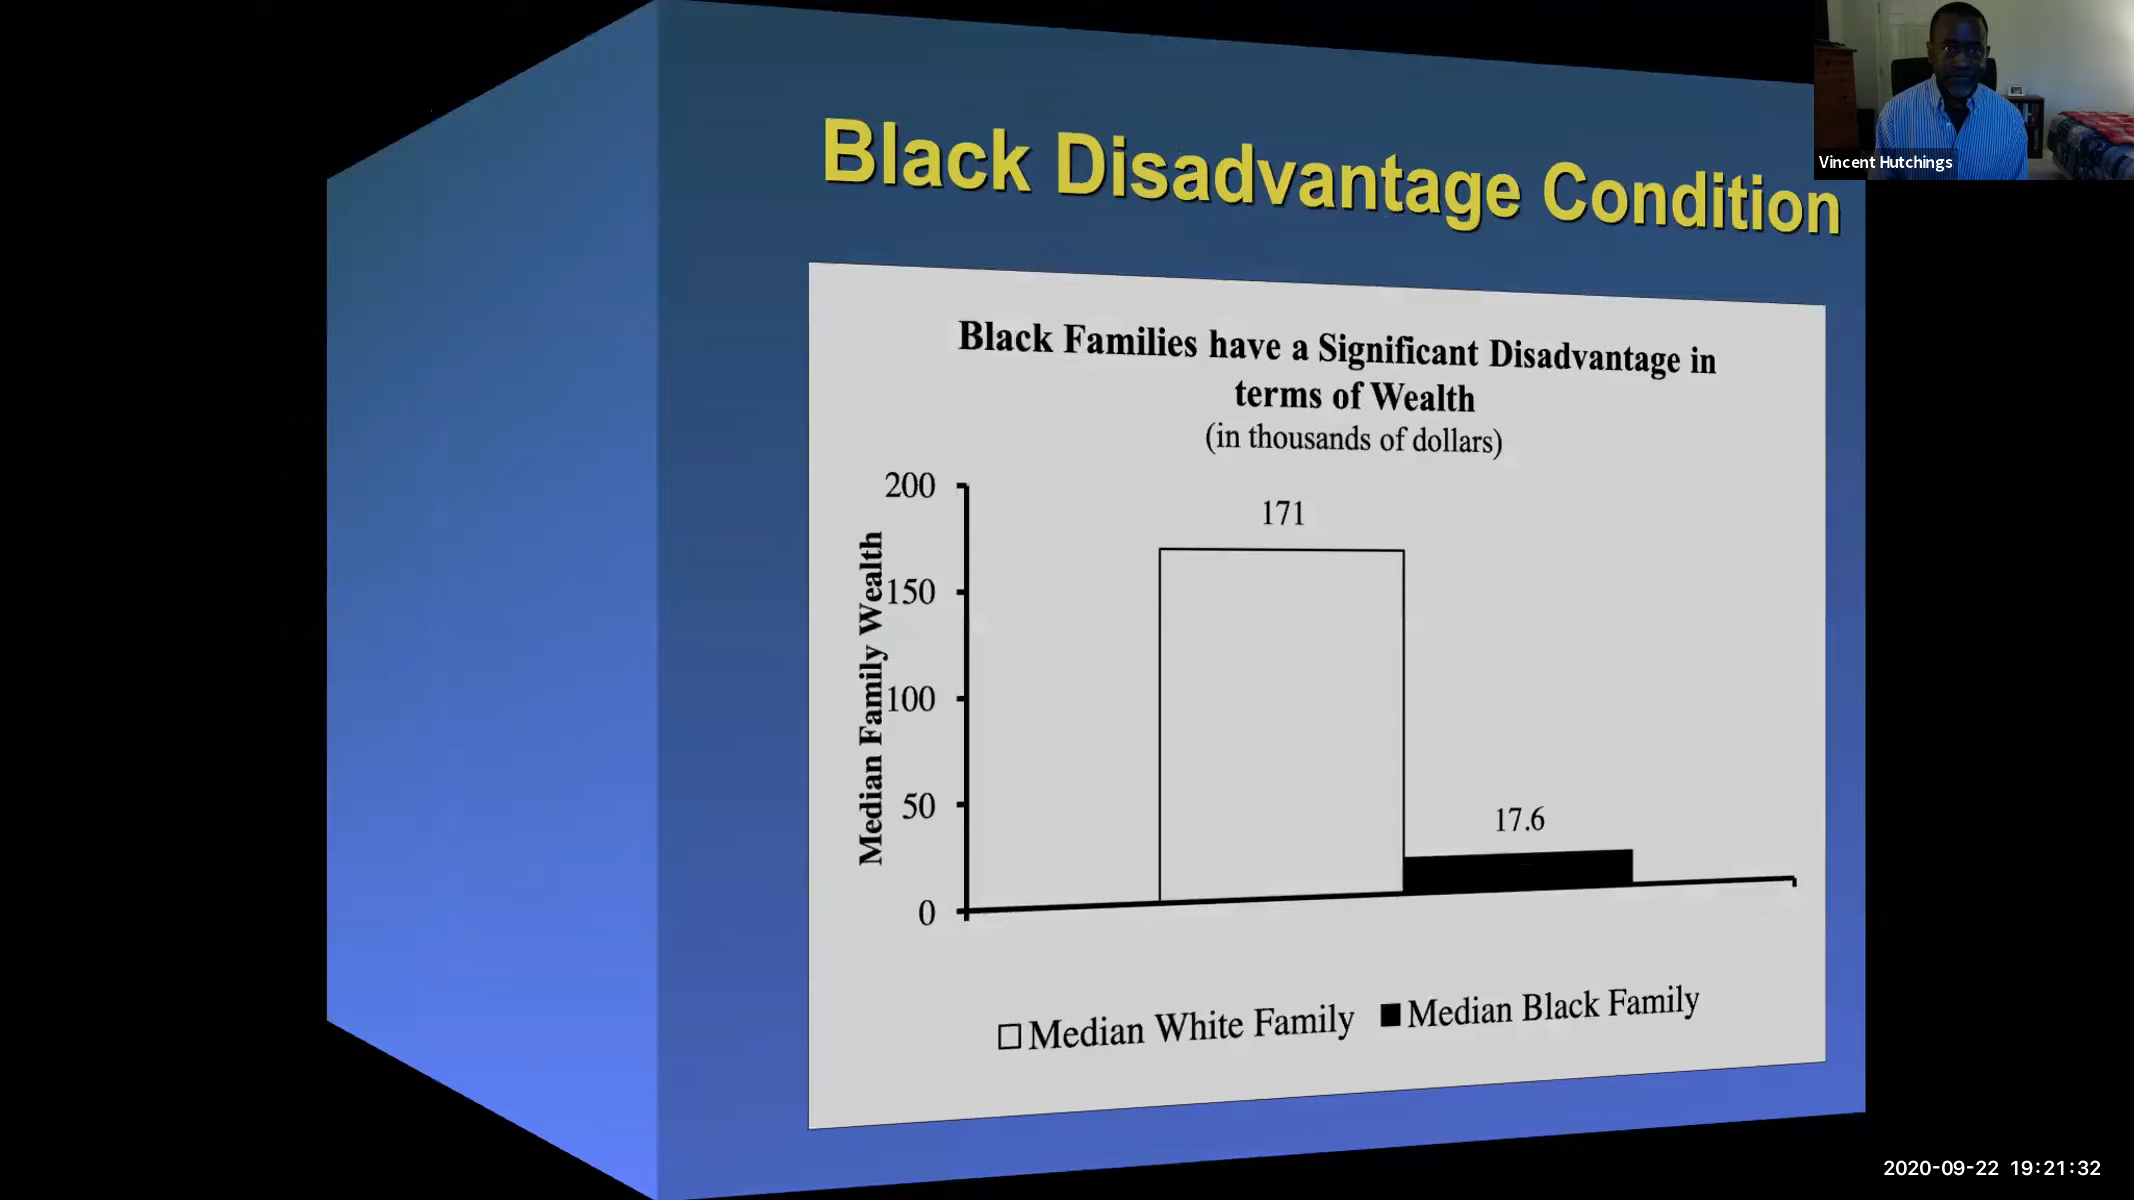 Black Disadvantage Condition
Vincent Hutchings
Black Families have a Significant Disadvantage in
terms of Wealth
(in thousands of dollars)
Median Family Wealth
200
150
100
50
0
171
17.6
Median White Family
Median Black Family
2020-09-22 19:21:32